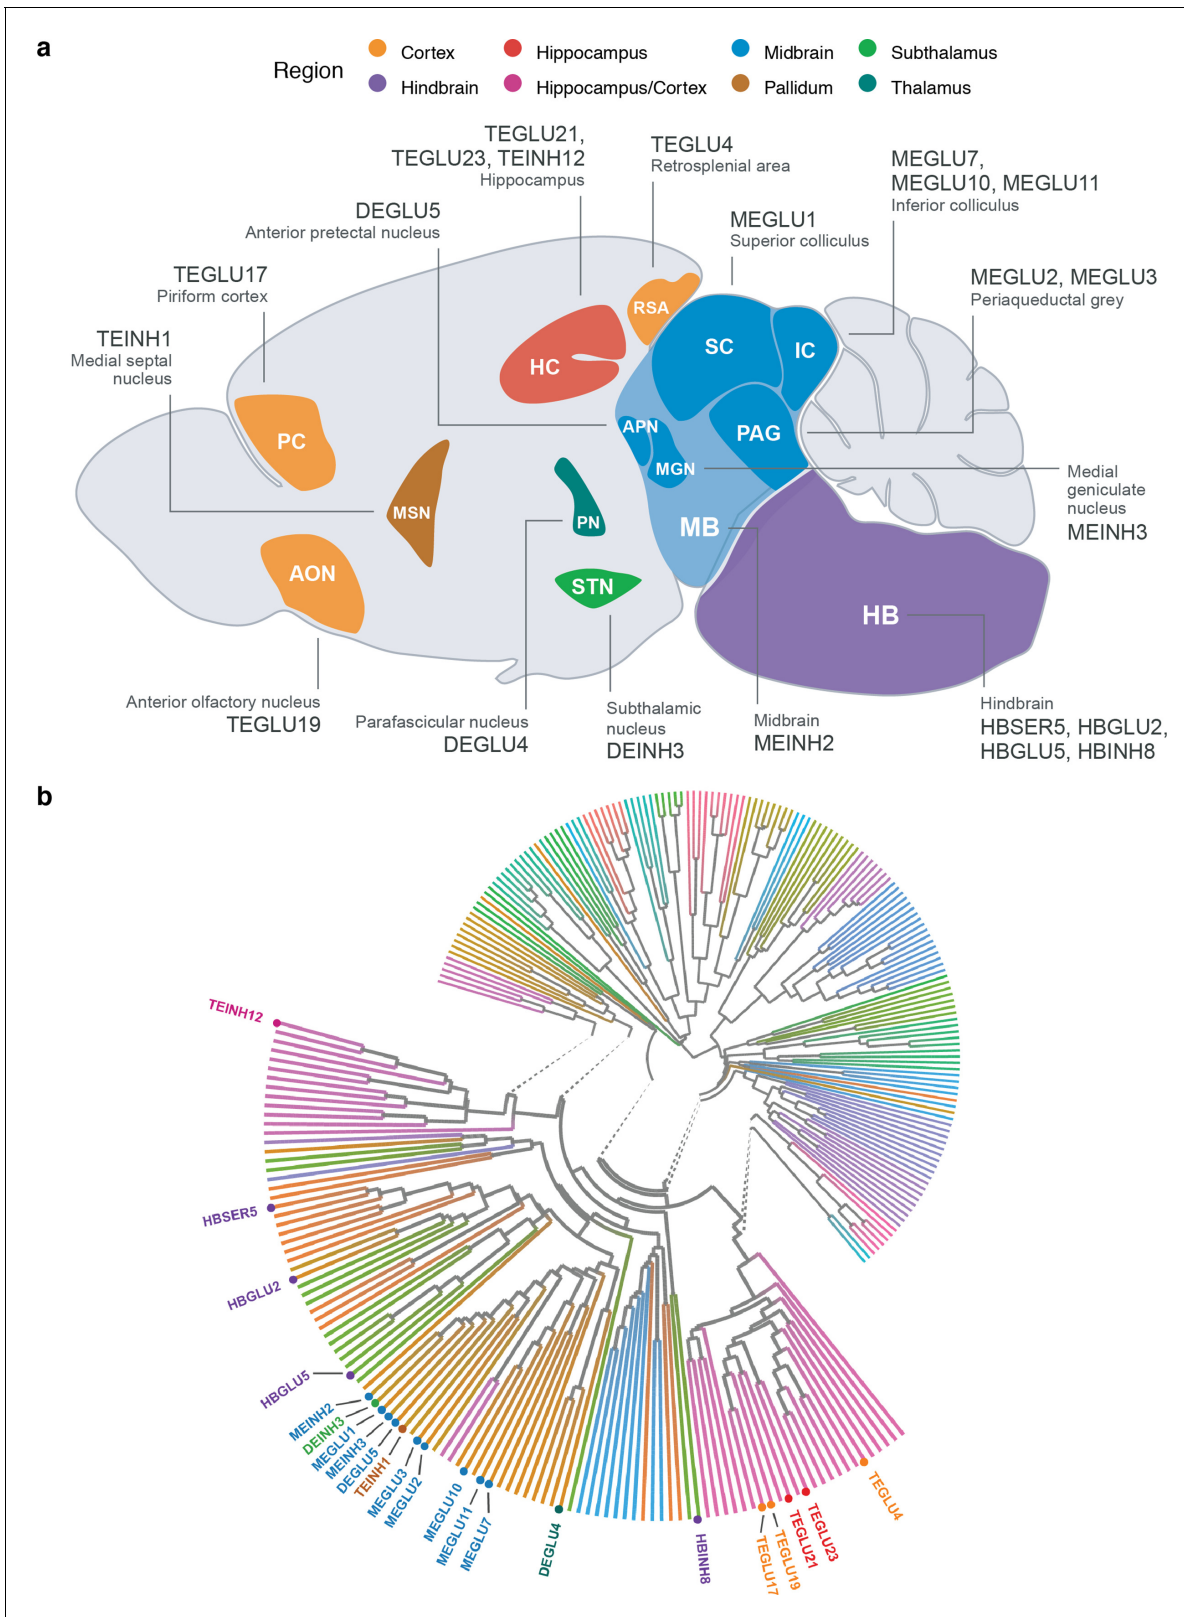 a
Region
Cortex
Hippocampus
Midbrain
Subthalamus
Hindbrain
Hippocampus/Cortex
Pallidum
Thalamus
TEGLU21,
TEGLU23, TEINH12
Hippocampus
TEGLU4
Retrosplenial area
MEGLU7,
MEGLU10, MEGLU11
Inferior colliculus
DEGLU5
Anterior pretectal nucleus
MEGLU1
Superior colliculus
TEGLU17
Piriform cortex
MEGLU2, MEGLU3
Periaqueductal grey
TEINH1
Medial septal
nucleus
RSA
SC
IC
HC
PC
APN
PAG
MGN
Medial
geniculate
nucleus
MEINH3
MSN
PN
MB
AON
STN
HB
Anterior olfactory nucleus
TEGLU19
Parafascicular nucleus
DEGLU4
Subthalamic
nucleus
DEINH3
Midbrain
MEINH2
Hindbrain
HBSER5, HBGLU2,
HBGLU5, HBINH8
b
TEINH12
HBSER5
HBGLU2
HBGLU5
MEINH2
DEINH3
MEGLU1
MEINH3
DEGLU5
TEINH1
MEGLU3
MEGLU2
MEGLU10
MEGLU11
MEGLU7
DEGLU4
HBINH8
TEGLU17
TEGLU19
TEGLU21
TEGLU23
TEGLU4